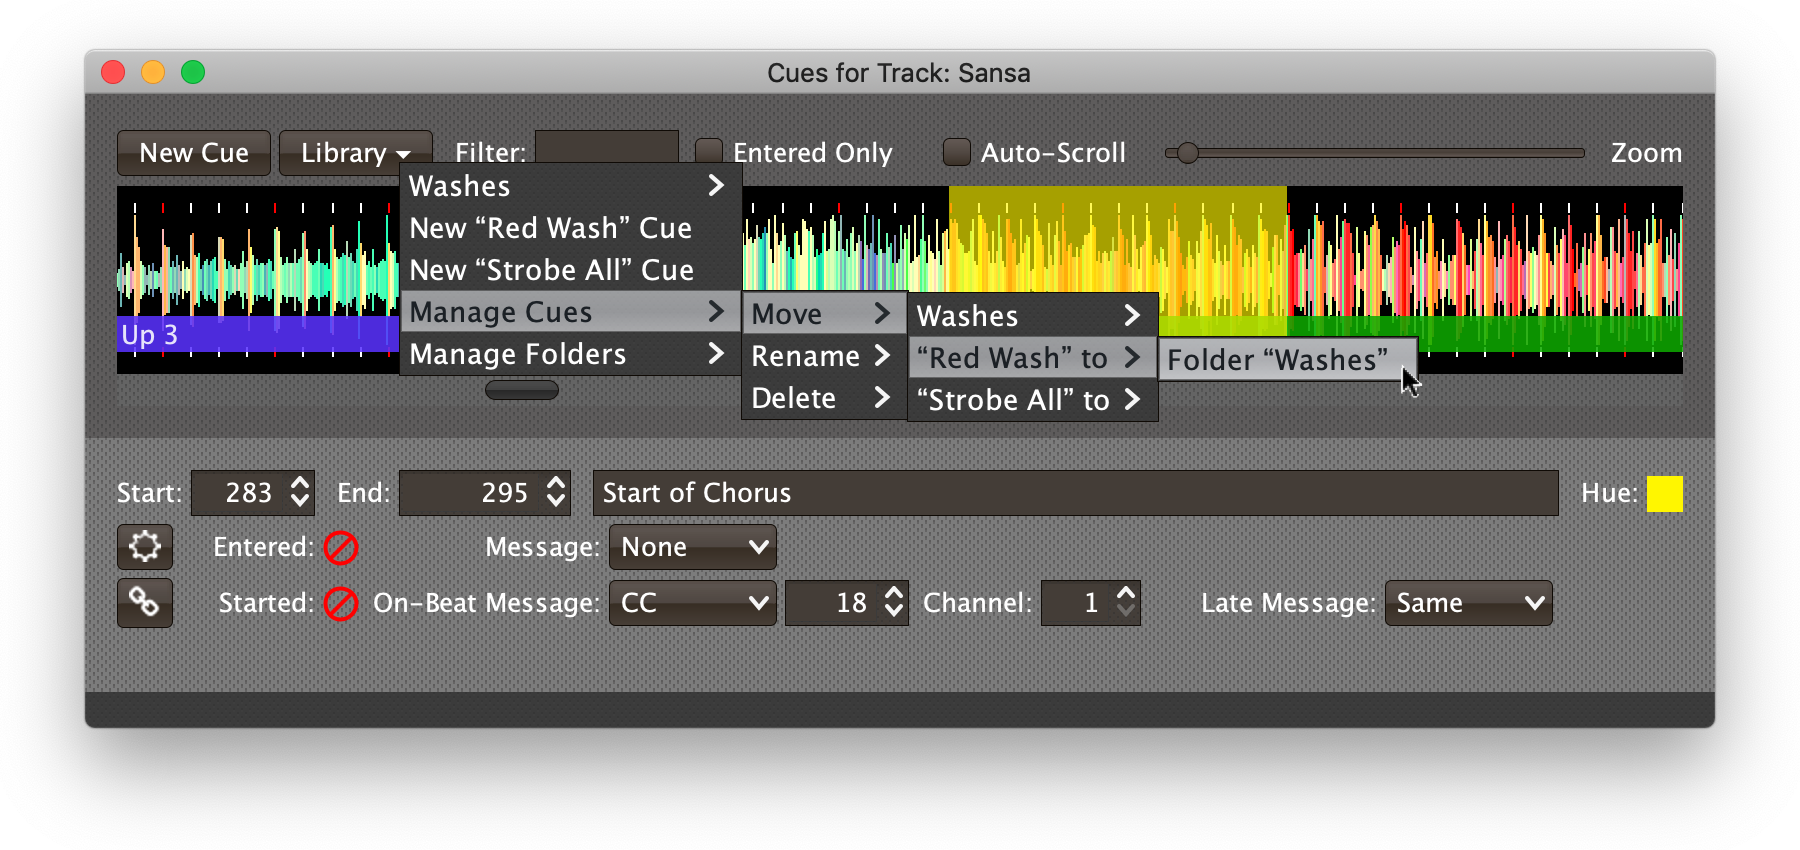 Cues for Track: Sansa
New Cue Library Filter: Entered Only Auto-Scroll Zoom
Washes
New “Red Wash” Cue
New “Strobe All” Cue
Manage Cues Move Washes
Up 3
Manage Folders Rename “Red Wash” to Folder “Washes”
Delete “Strobe All” to
Start: 283 End: 295 Start of Chorus Hue:
Entered: Message: None
Started: On-Beat Message: CC 18 Channel: 1 Late Message: Same